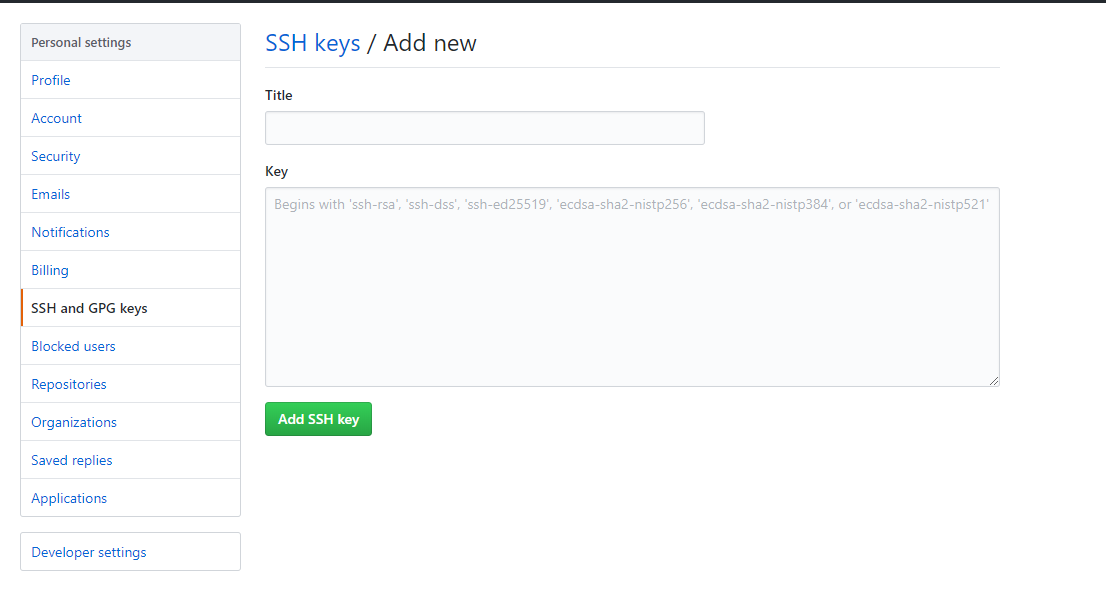 Personal settings
Profile
Account
Security
Emails
Notifications
Billing
SSH and GPG keys
Blocked users
Repositories
Organizations
Saved replies
Applications
Developer settings
SSH keys / Add new
Title
Key
Begins with 'ssh-rsa', 'ssh-dss', 'ssh-ed25519', 'ecdsa-sha2-nistp256', 'ecdsa-sha2-nistp384', or 'ecdsa-sha2-nistp521'
Add SSH key